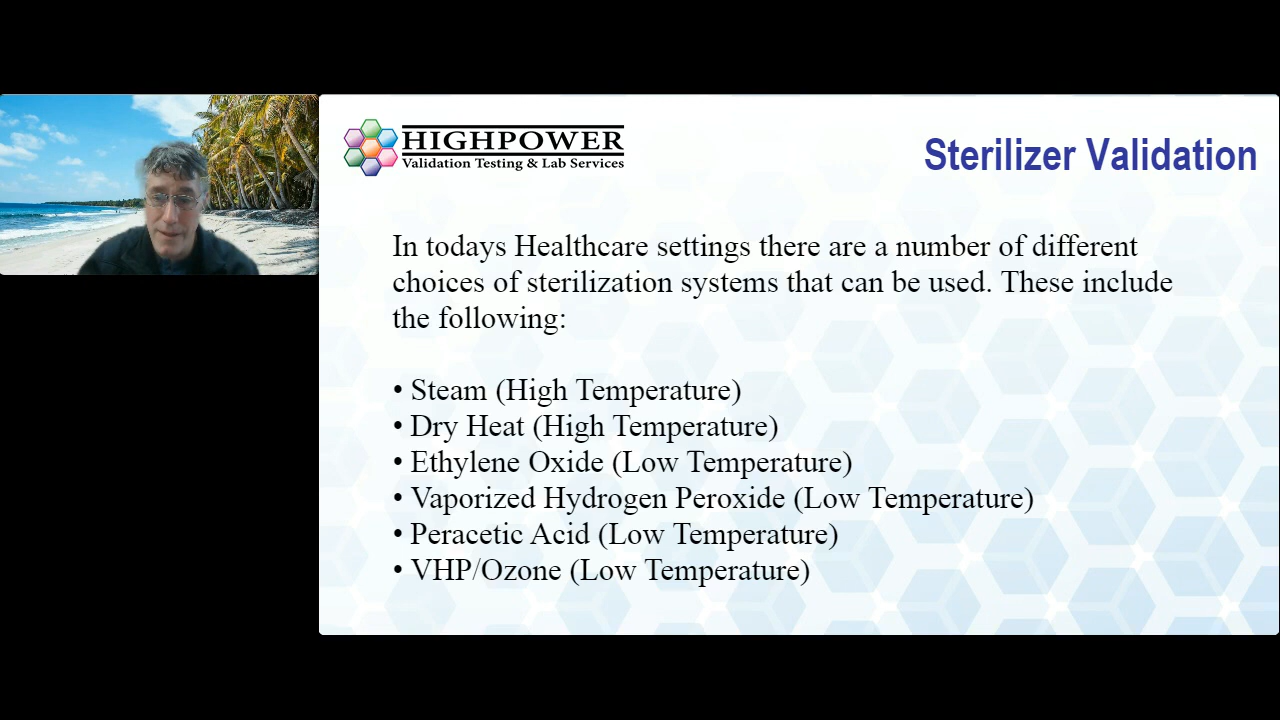 HIGHPOWER
Validation Testing & Lab Services
Sterilizer Validation
In todays Healthcare settings there are a number of different
choices of sterilization systems that can be used. These include
the following:
• Steam (High Temperature)
• Dry Heat (High Temperature)
• Ethylene Oxide (Low Temperature)
• Vaporized Hydrogen Peroxide (Low Temperature)
• Peracetic Acid (Low Temperature)
• VHP/Ozone (Low Temperature)